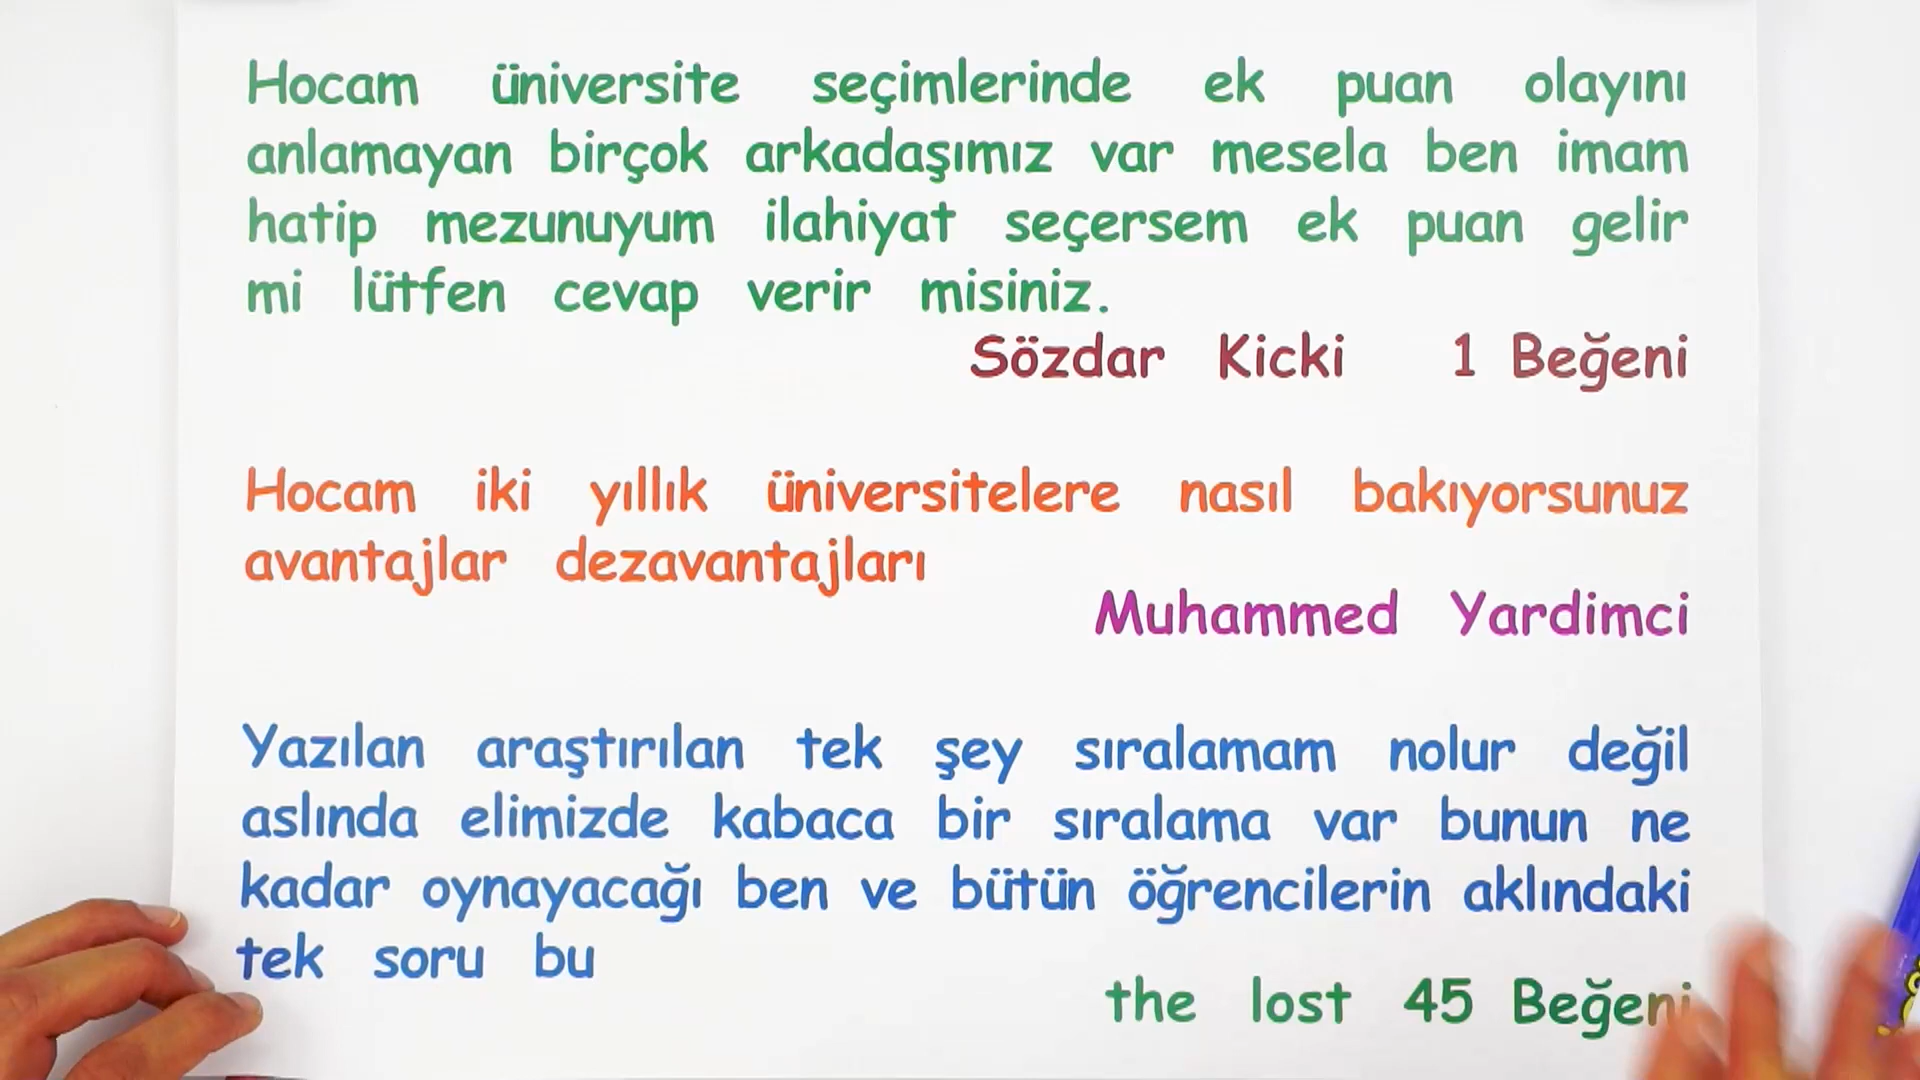 Hocam üniversite seçimlerinde ek puan olayını
anlamayan birçok arkadaşımız var mesela ben imam
hatip mezunuyum ilahiyat seçersem ek puan gelir
mi lütfen cevap verir misiniz.
Sözdar Kicki 1 Beğeni
Hocam iki yıllık üniversitelere nasıl bakıyorsunuz
avantajlar dezavantajları
Muhammed Yardimci
Yazılan araştırılan tek şey sıralamam nolur değil
aslında elimizde kabaca bir sıralama var bunun ne
kadar oynayacağı ben ve bütün öğrencilerin aklındaki
tek soru bu
the lost 45 Beğeni